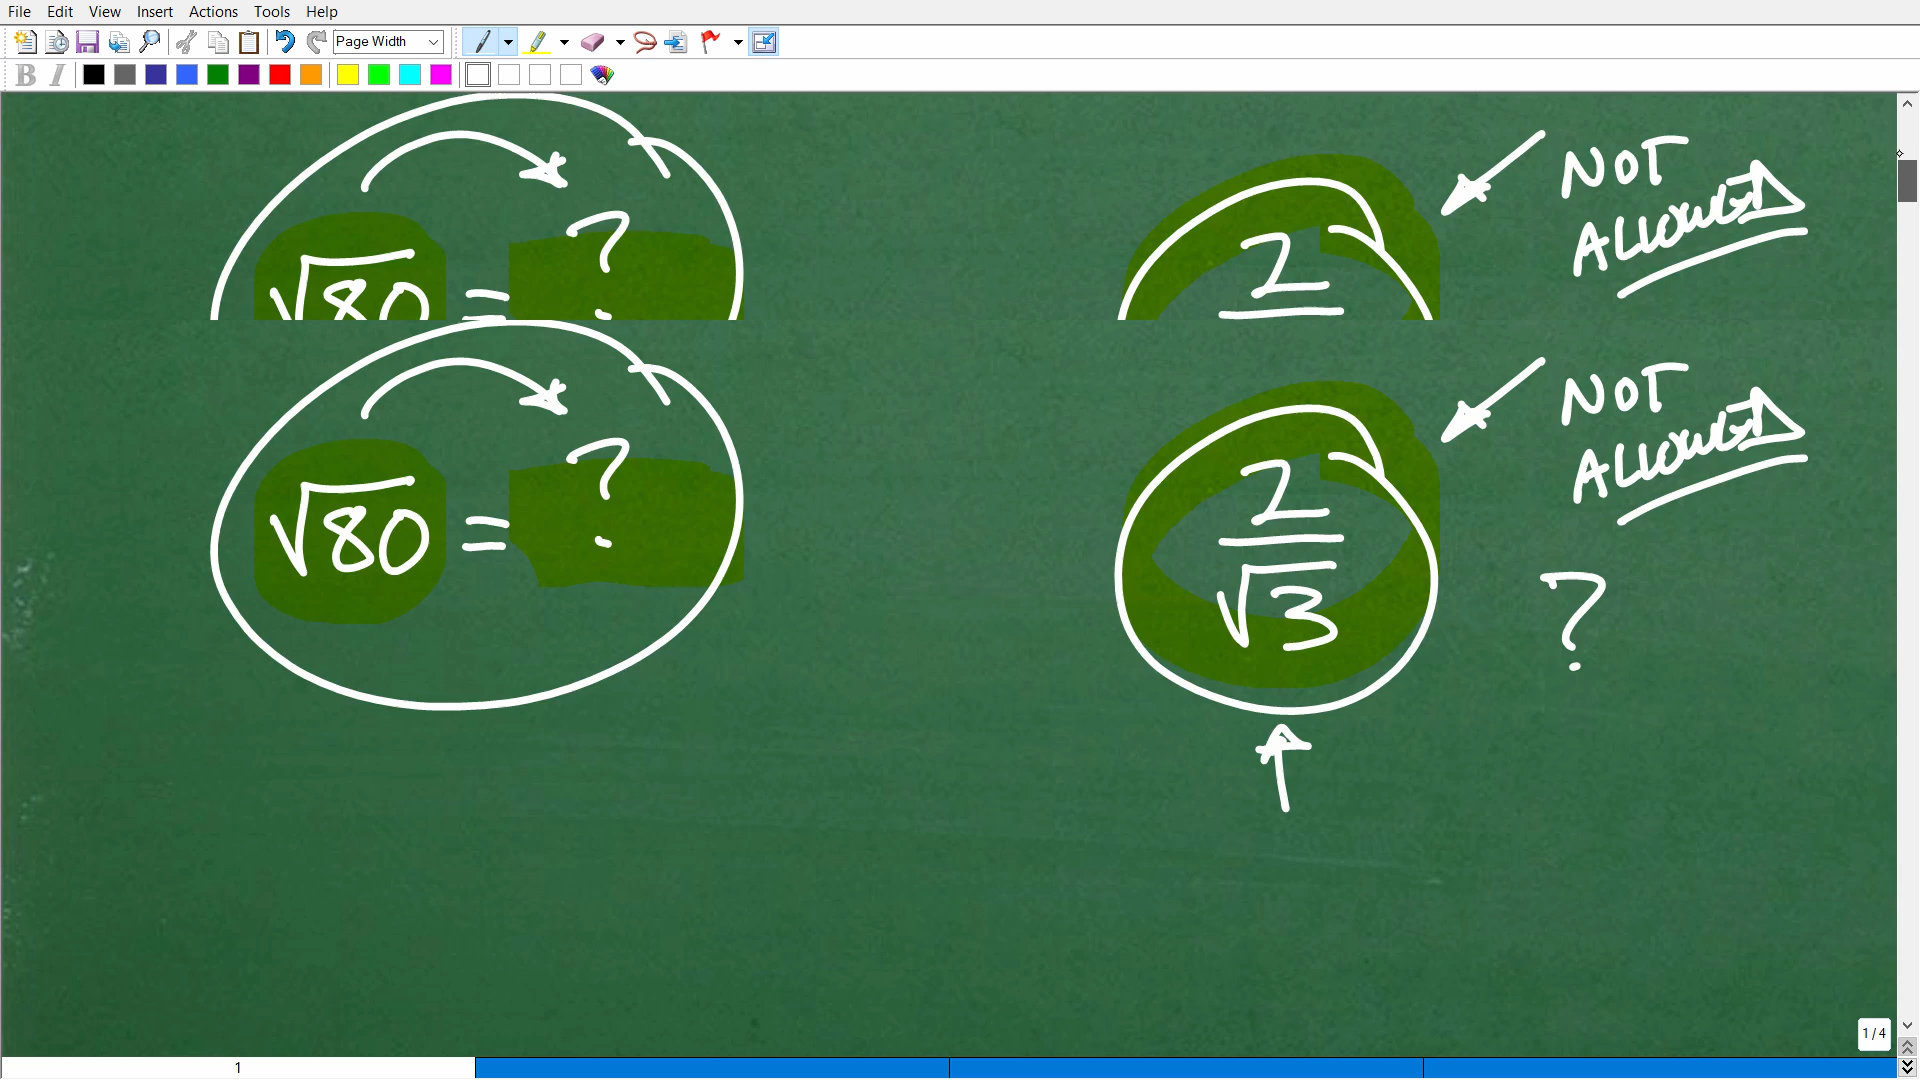 File Edit View Insert Actions Tools Help
Page Width
B I
?
√80 =
2
NOT
ALLOWED
?
√80 =
2
√3
NOT
ALLOWED
?
1 / 4
1